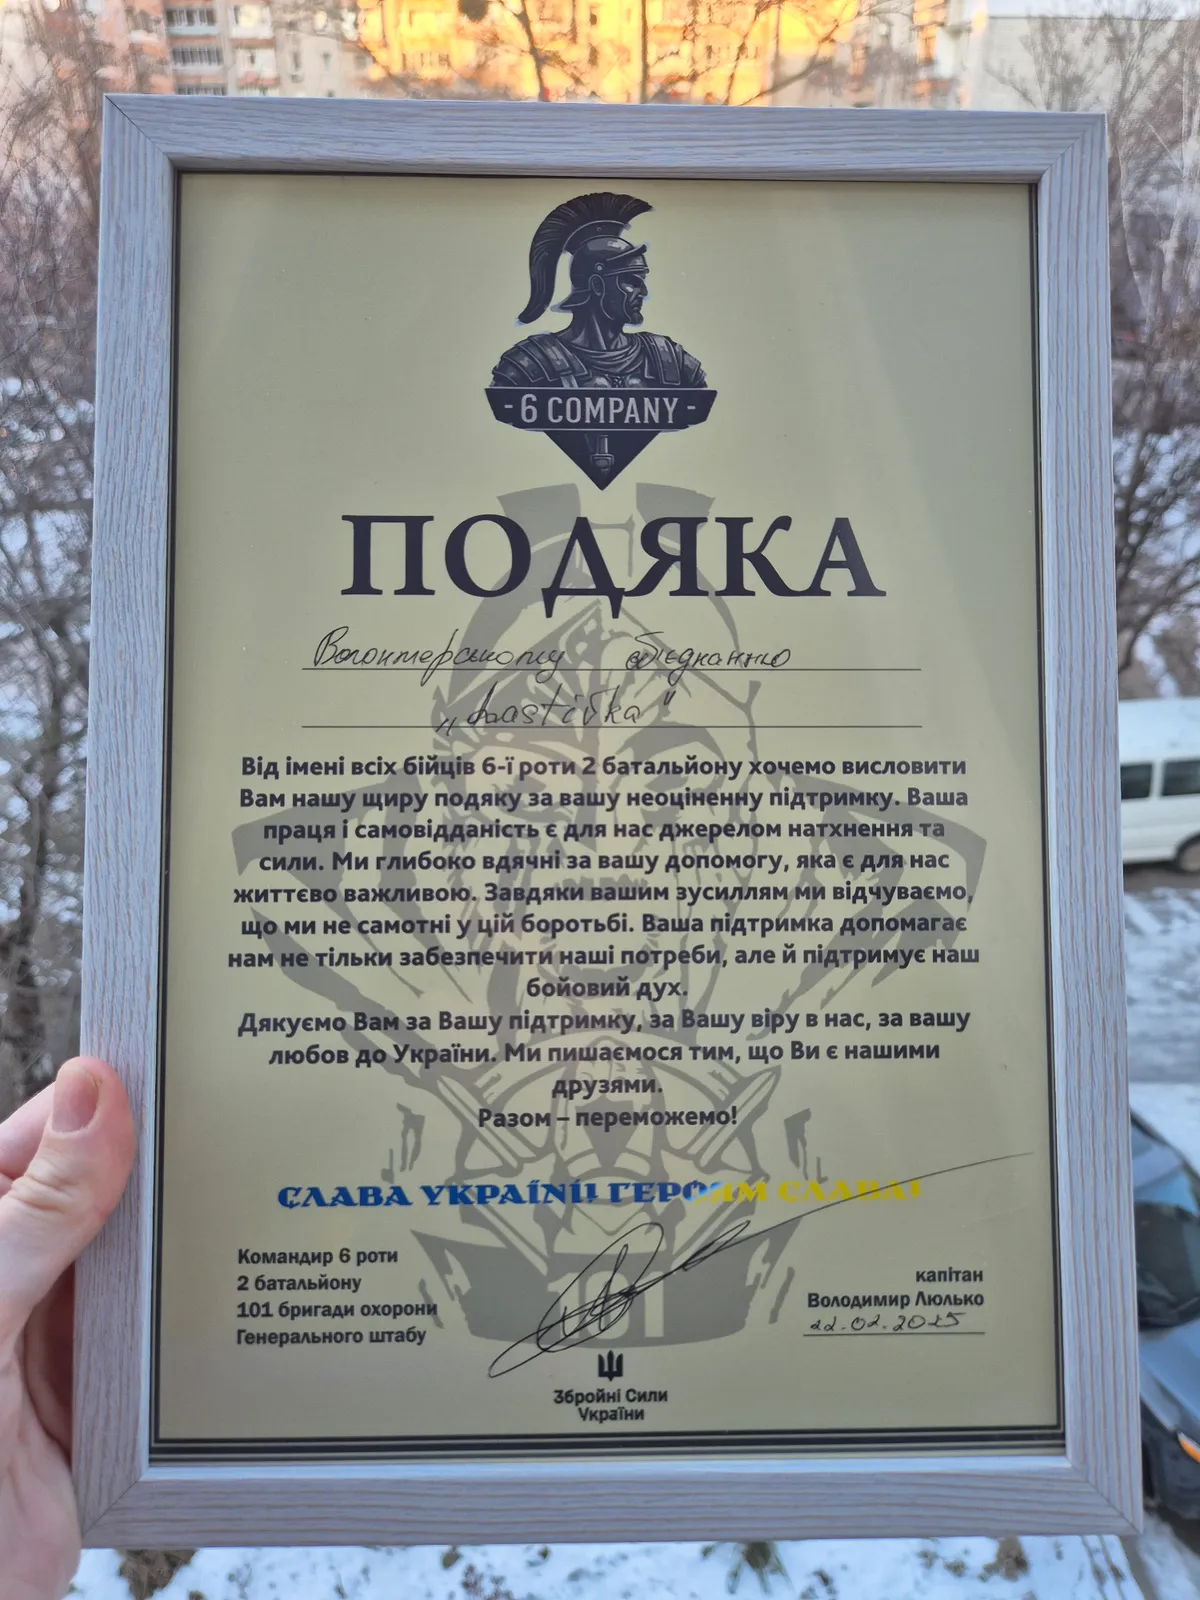 - 6 COMPANY -
ПОДЯКА
Волонтерському об'єднанню
„Lastівka"
Від імені всіх бійців 6-ї роти 2 батальйону хочемо висловити
Вам нашу щиру подяку за вашу неоціненну підтримку. Ваша
праця і самовідданість є для нас джерелом натхнення та
сили. Ми глибоко вдячні за вашу допомогу, яка є для нас
життєво важливою. Завдяки вашим зусиллям ми відчуваємо,
що ми не самотні у цій боротьбі. Ваша підтримка допомагає
нам не тільки забезпечити наші потреби, але й підтримує наш
бойовий дух.
Дякуємо Вам за Вашу підтримку, за Вашу віру в нас, за вашу
любов до України. Ми пишаємося тим, що Ви є нашими
друзями.
Разом – переможемо!
СЛАВА УКРАЇНІ! ГЕРОЯМ СЛАВА!
Командир 6 роти
2 батальйону
101 бригади охорони
Генерального штабу
101
капітан
Володимир Люлько
22.02.2025
Збройні Сили
України